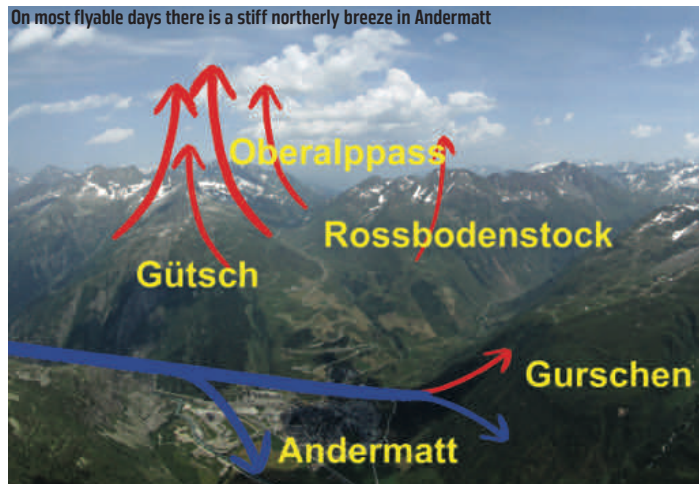 On most flyable days there is a stiff northerly breeze in Andermatt
Oberalppass
Rossbodenstock
Gütsch
Gurschen
Andermatt